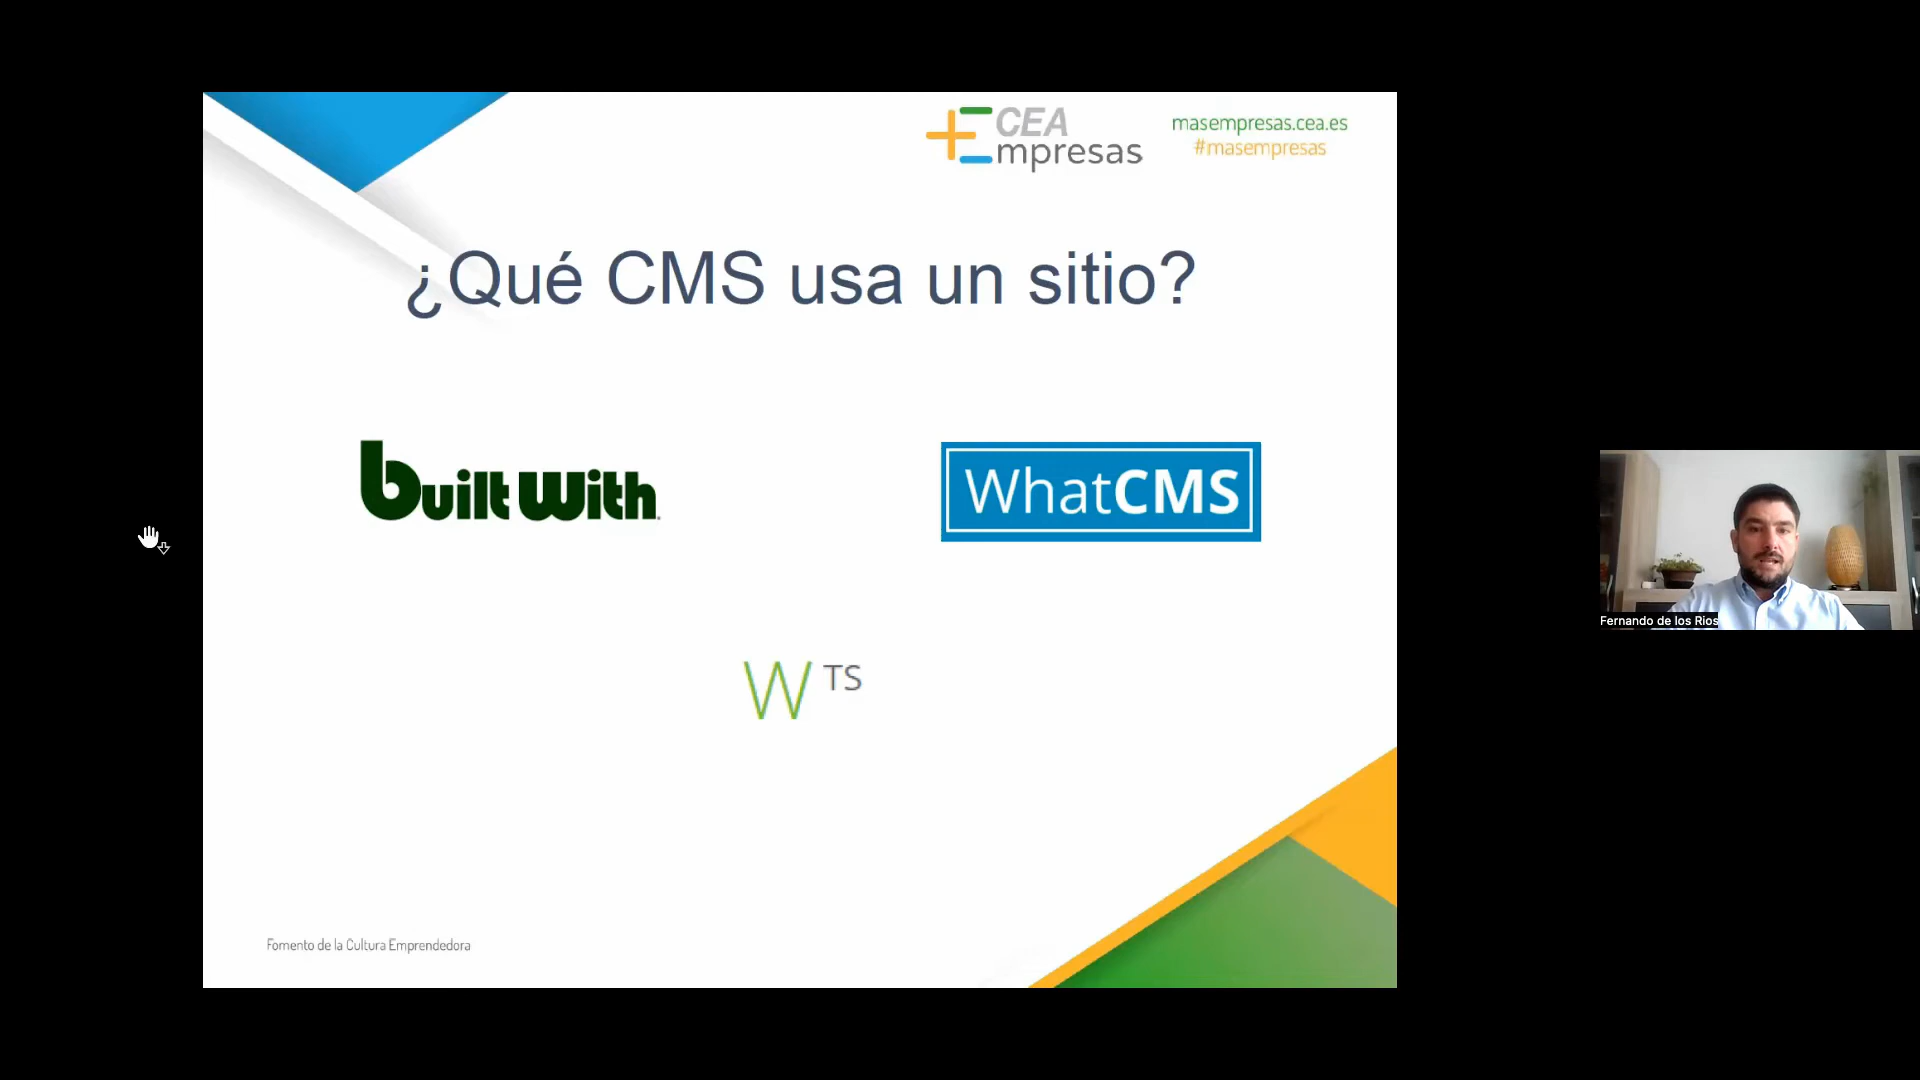 CEA
Empresas
masempresas.cea.es
#masempresas
¿Qué CMS usa un sitio?
builtWith
WhatCMS
W TS
Fernando de los Rios
Fomento de la Cultura Emprendedora